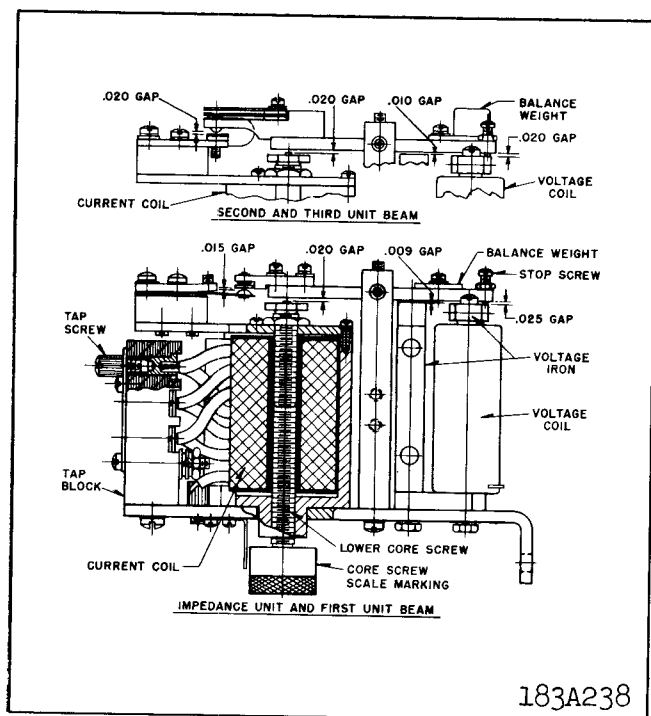 .020 GAP
.020 GAP
.010 GAP
BALANCE
WEIGHT
.020 GAP
VOLTAGE
COIL
CURRENT COIL
SECOND AND THIRD UNIT BEAM
.015 GAP
.020 GAP
.009 GAP
BALANCE WEIGHT
STOP SCREW
.025 GAP
TAP
SCREW
VOLTAGE
IRON
VOLTAGE
COIL
TAP
BLOCK
LOWER CORE SCREW
CURRENT COIL
CORE SCREW
SCALE MARKING
IMPEDANCE UNIT AND FIRST UNIT BEAM
183A238